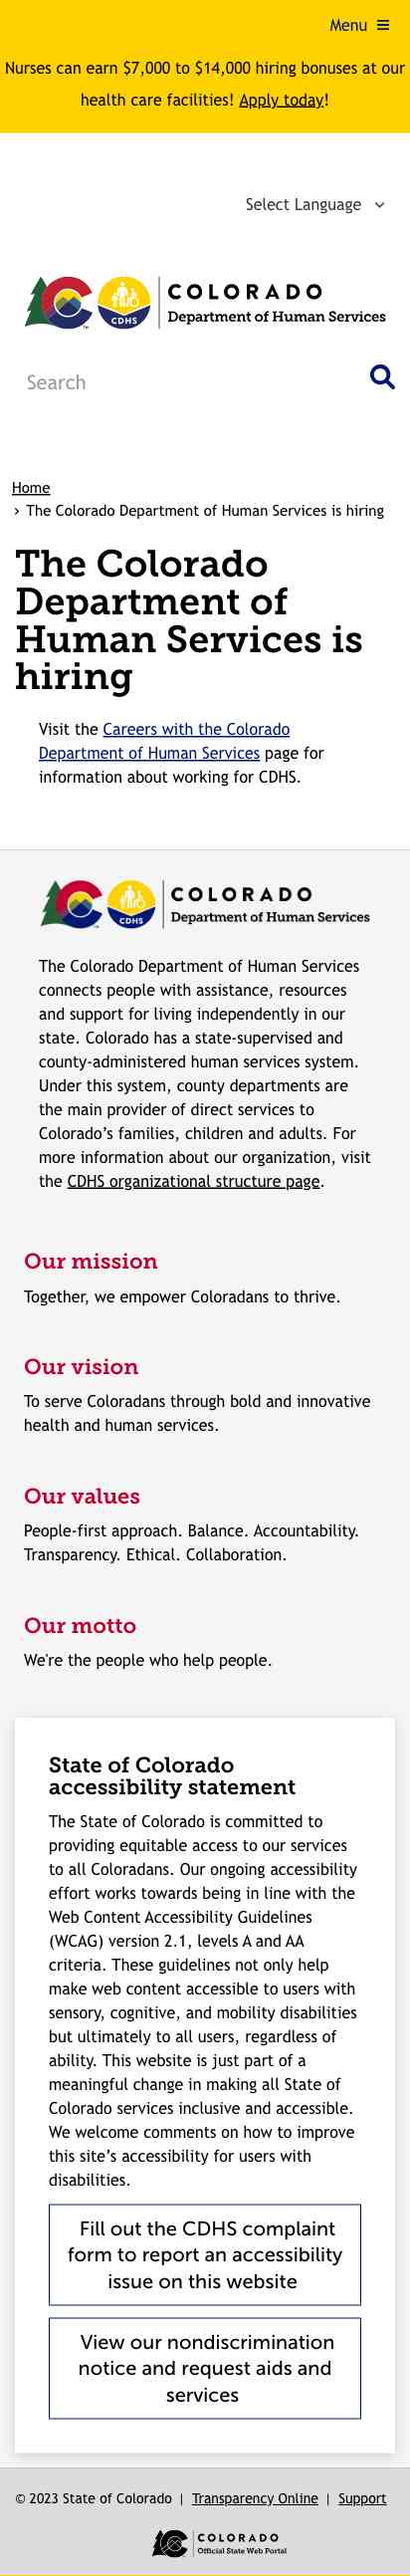 Menu
Nurses can earn $7,000 to $14,000 hiring bonuses at our
health care facilities! Apply today!
Select Language
CDHS
COLORADO
Department of Human Services
Search
Home
› The Colorado Department of Human Services is hiring
The Colorado
Department of
Human Services is
hiring
Visit the Careers with the Colorado
Department of Human Services page for
information about working for CDHS.
CDHS
COLORADO
Department of Human Services
The Colorado Department of Human Services
connects people with assistance, resources
and support for living independently in our
state. Colorado has a state-supervised and
county-administered human services system.
Under this system, county departments are
the main provider of direct services to
Colorado’s families, children and adults. For
more information about our organization, visit
the CDHS organizational structure page.
Our mission
Together, we empower Coloradans to thrive.
Our vision
To serve Coloradans through bold and innovative
health and human services.
Our values
People-first approach. Balance. Accountability.
Transparency. Ethical. Collaboration.
Our motto
We're the people who help people.
State of Colorado
accessibility statement
The State of Colorado is committed to
providing equitable access to our services
to all Coloradans. Our ongoing accessibility
effort works towards being in line with the
Web Content Accessibility Guidelines
(WCAG) version 2.1, levels A and AA
criteria. These guidelines not only help
make web content accessible to users with
sensory, cognitive, and mobility disabilities
but ultimately to all users, regardless of
ability. This website is just part of a
meaningful change in making all State of
Colorado services inclusive and accessible.
We welcome comments on how to improve
this site’s accessibility for users with
disabilities.
Fill out the CDHS complaint
form to report an accessibility
issue on this website
View our nondiscrimination
notice and request aids and
services
© 2023 State of Colorado | Transparency Online | Support
COLORADO
Official State Web Portal